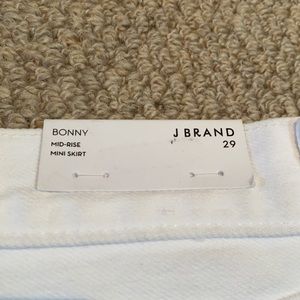 BONNY
MID-RISE
MINI SKIRT
J BRAND
29